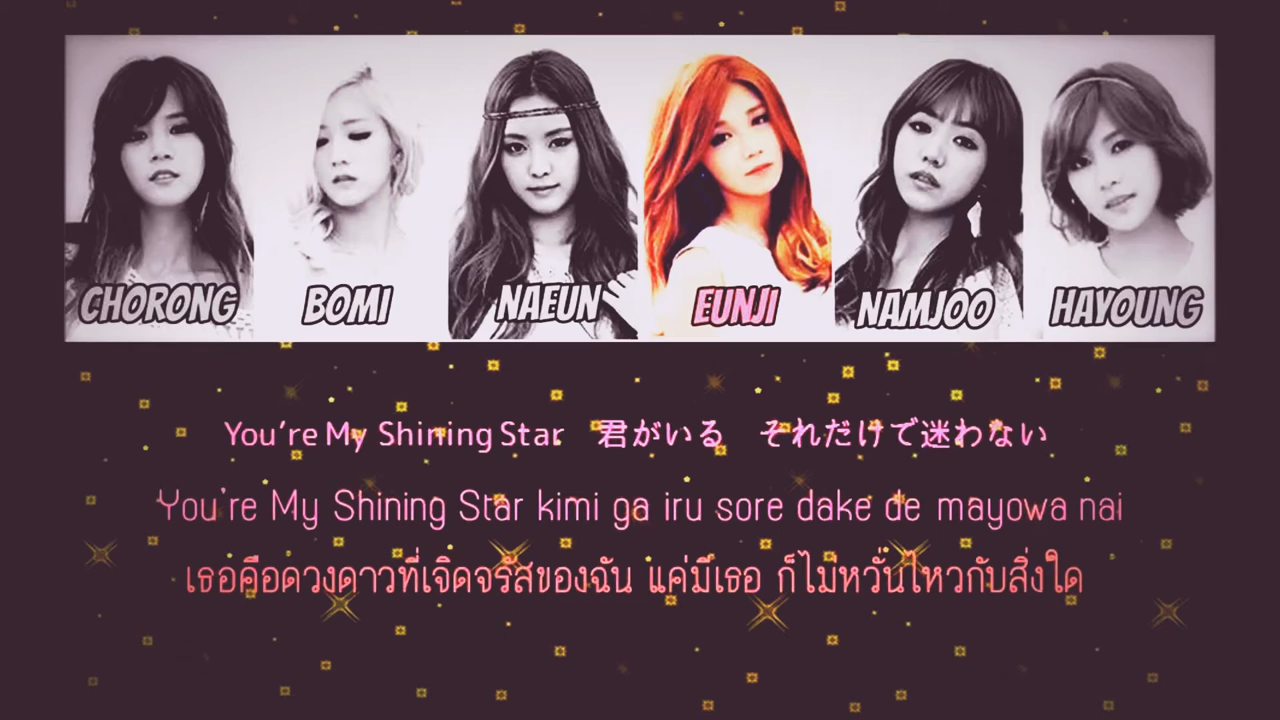 CHORONG BOMI NAEUN EUNJI NAMJOO HAYOUNG
You're My Shining Star 君がいる それだけで迷わない
You're My Shining Star kimi ga iru sore dake de mayowa nai
เธอคือดวงดาวที่เจิดจรัสของฉัน แค่มีเธอ ก็ไม่หวั่นไหวกับสิ่งใด